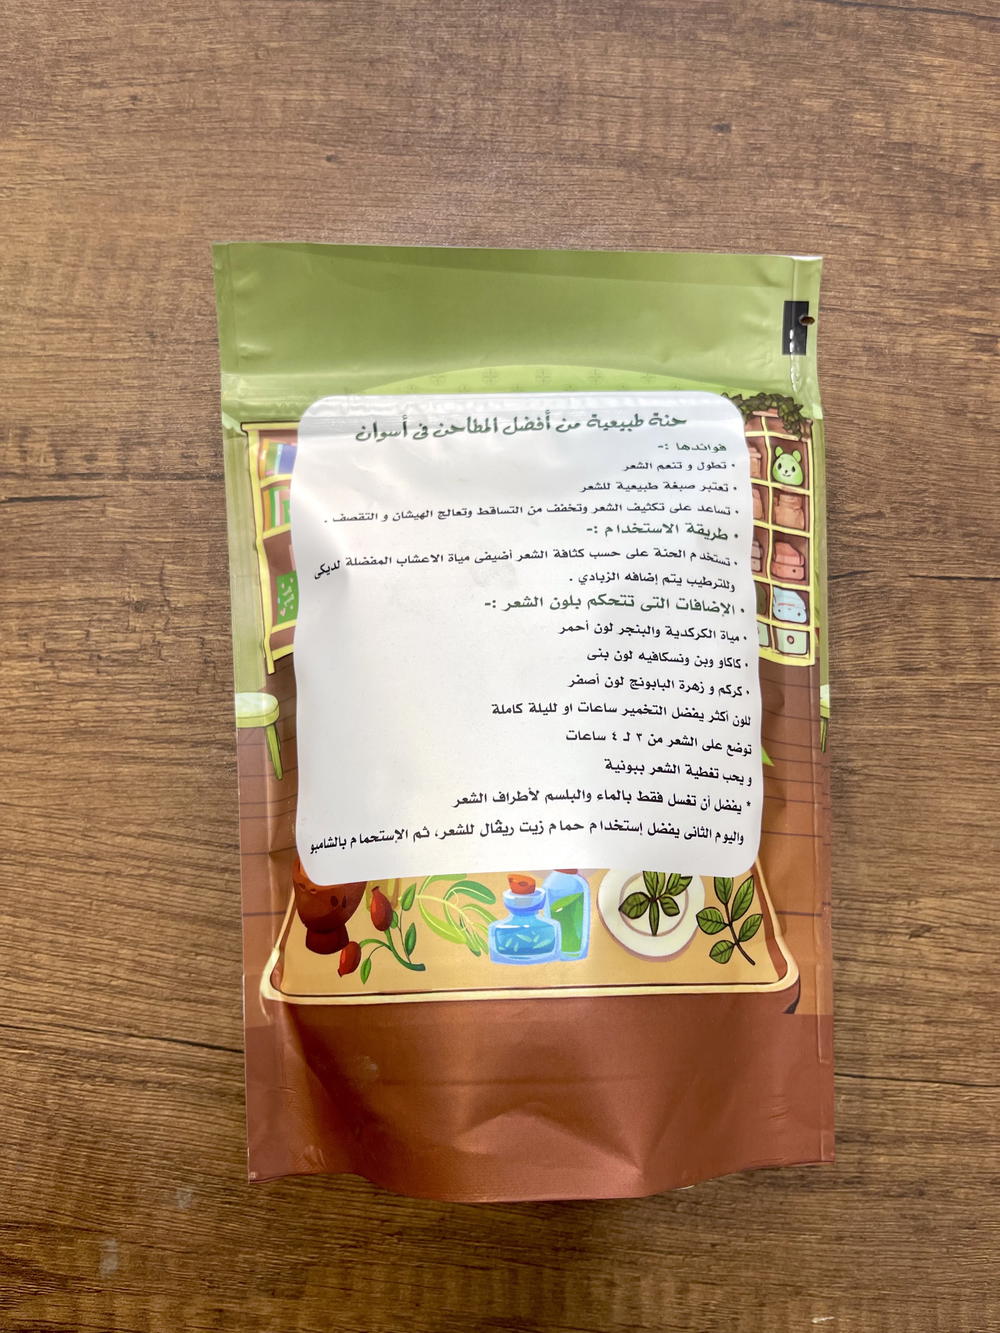 حنة طبيعية من أفضل المطاحن فى أسوان
فوائدها :-
• تطول و تنعم الشعر
• تعتبر صبغة طبيعية للشعر
• تساعد على تكثيف الشعر وتخفف من التساقط وتعالج الهيشان و التقصف .
• طريقة الاستخدام :-
• تستخدم الحنة على حسب كثافة الشعر أضيفى مياة الاعشاب المفضلة لديكى
وللترطيب يتم إضافه الزبادي .
• الإضافات التى تتحكم بلون الشعر :-
• مياة الكركدية والبنجر لون أحمر
• كاكاو وبن ونسكافيه لون بنى
• كركم و زهرة البابونج لون أصفر
للون أكثر يفضل التخمير ساعات او لليلة كاملة
توضع على الشعر من ٣ لـ ٤ ساعات
و يحب تغطية الشعر ببونية
* يفضل أن تغسل فقط بالماء والبلسم لأطراف الشعر
واليوم الثانى يفضل إستخدام حمام زيت ريڤال للشعر، ثم الإستحمام بالشامبو